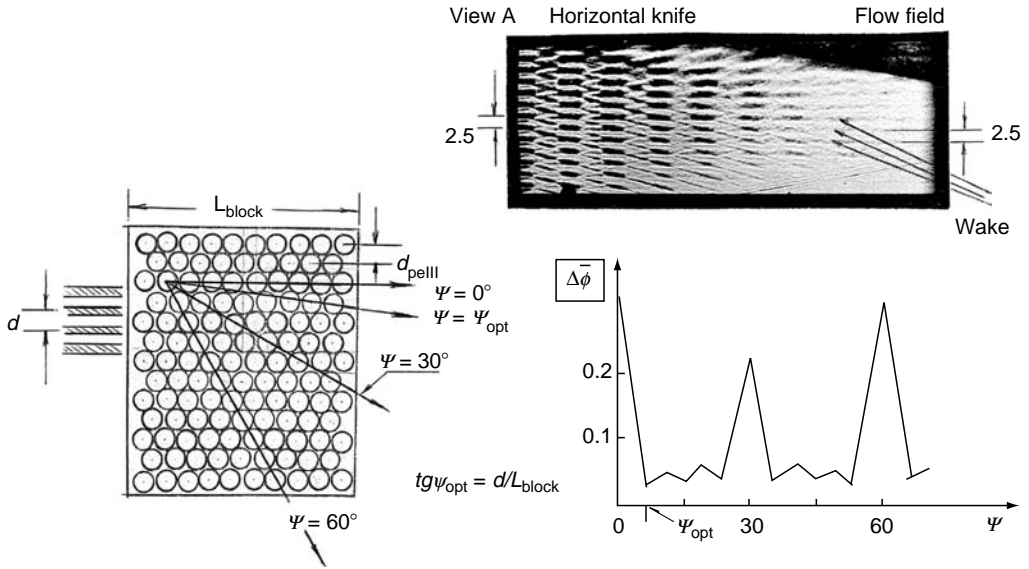 View A Horizontal knife Flow field
2.5
2.5
Wake
L_block
d_pelll
Ψ = 0°
Ψ = Ψ_opt
d
Ψ = 30°
tgψ_opt = d/L_block
Ψ = 60°
Δϕ̄
0.2
0.1
0 30 60 Ψ
Ψ_opt